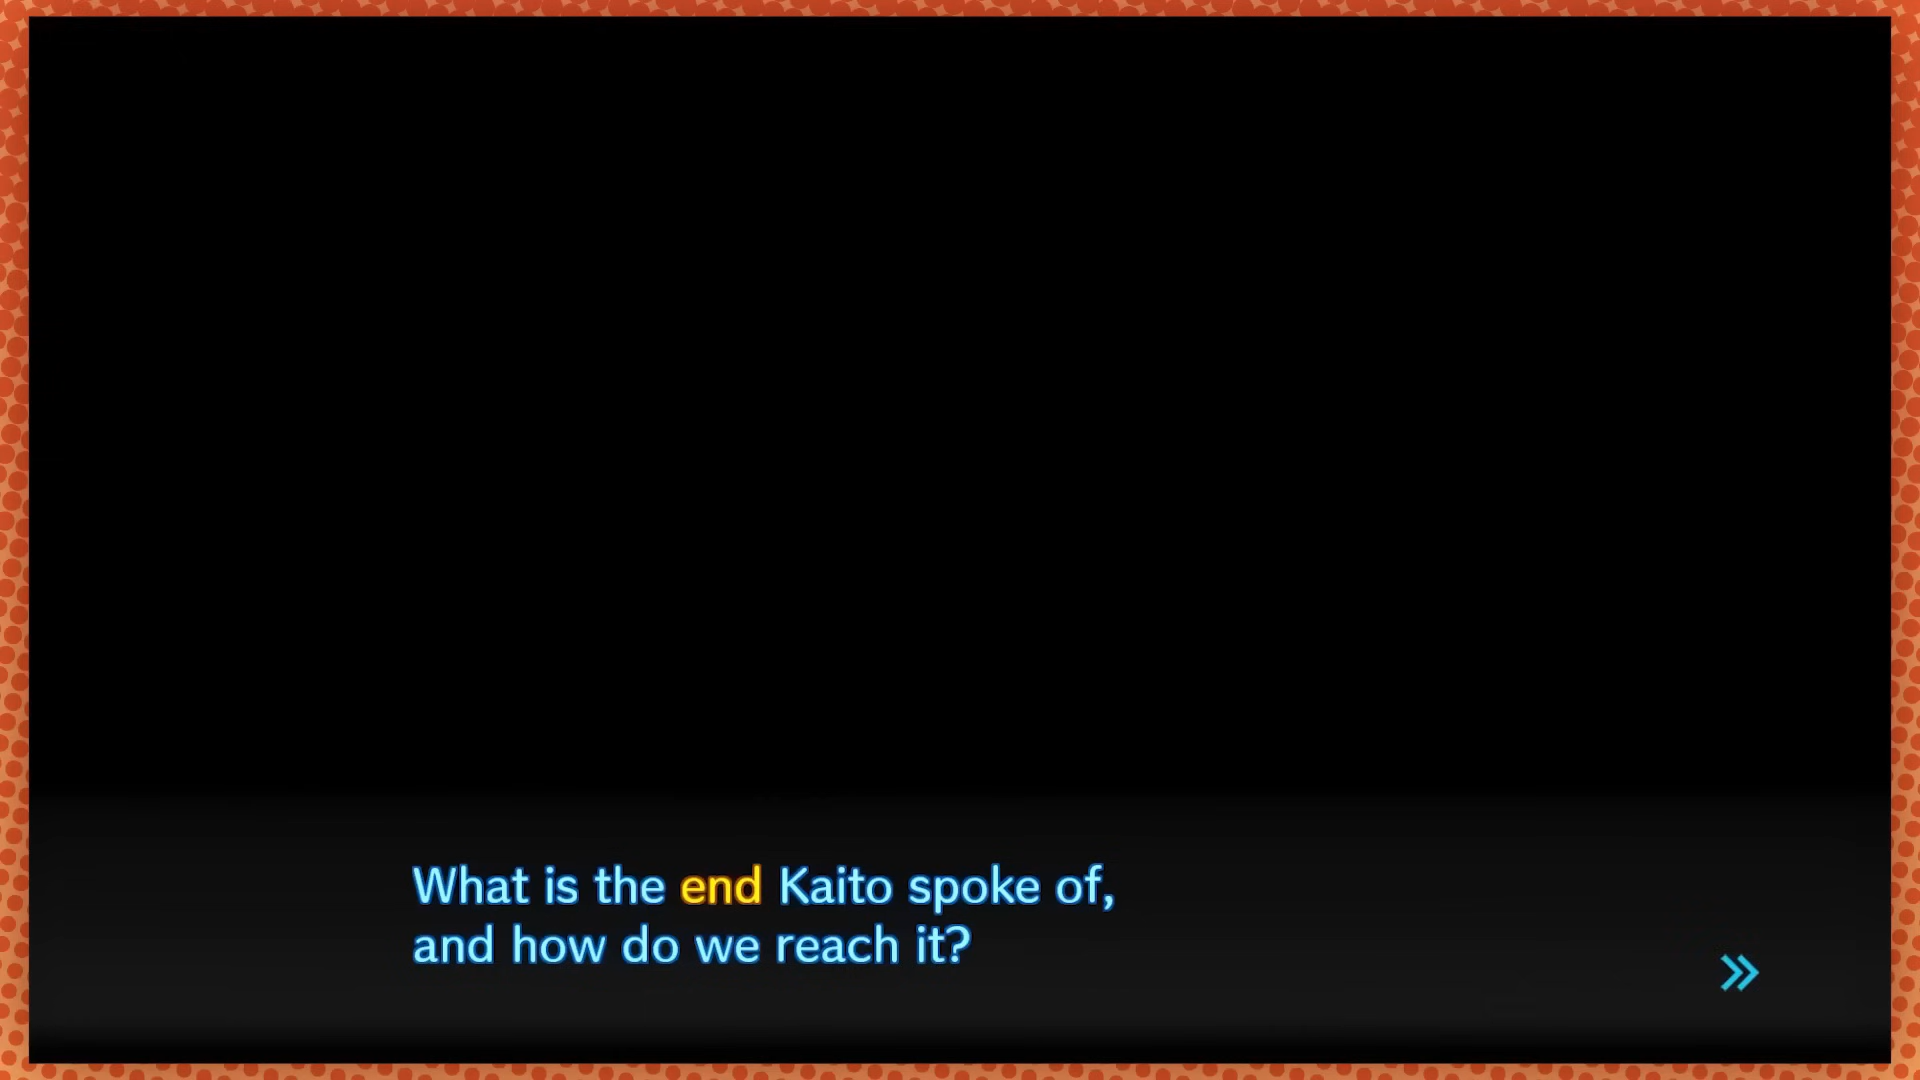 What is the end Kaito spoke of,
and how do we reach it?